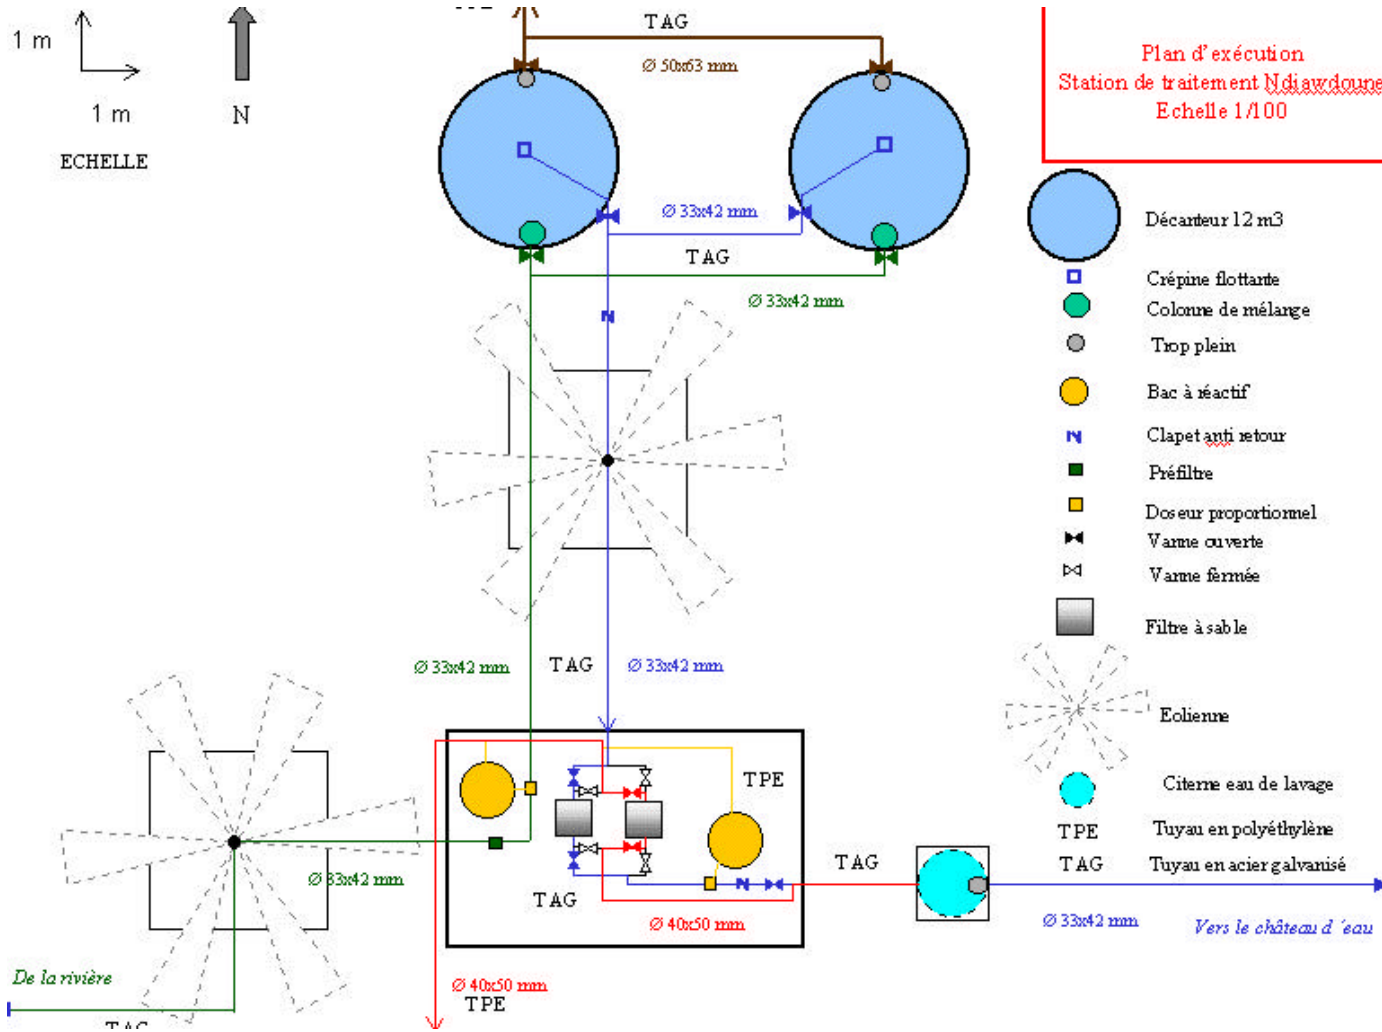 TAG
1 m
Ø 50x63 mm
Plan d'exécution
Station de traitement Ndiawdoune
Echelle 1/100
1 m
N
ECHELLE
Ø 33x42 mm
Décanteur 12 m3
TAG
Crépine flottante
Ø 33x42 mm
Colonne de mélange
Trop plein
Bac à réactif
Clapet anti retour
Préfiltre
Doseur proportionnel
Vanne ouverte
Vanne fermée
Filtre à sable
Ø 33x42 mm
TAG
Ø 33x42 mm
Eolienne
TPE
Citerne eau de lavage
TPE
Tuyau en polyéthylène
TAG
TAG
Tuyau en acier galvanisé
Ø 33x42 mm
TAG
Ø 40x50 mm
Ø 33x42 mm
Vers le château d 'eau
De la rivière
Ø 40x50 mm
TPE
TAG